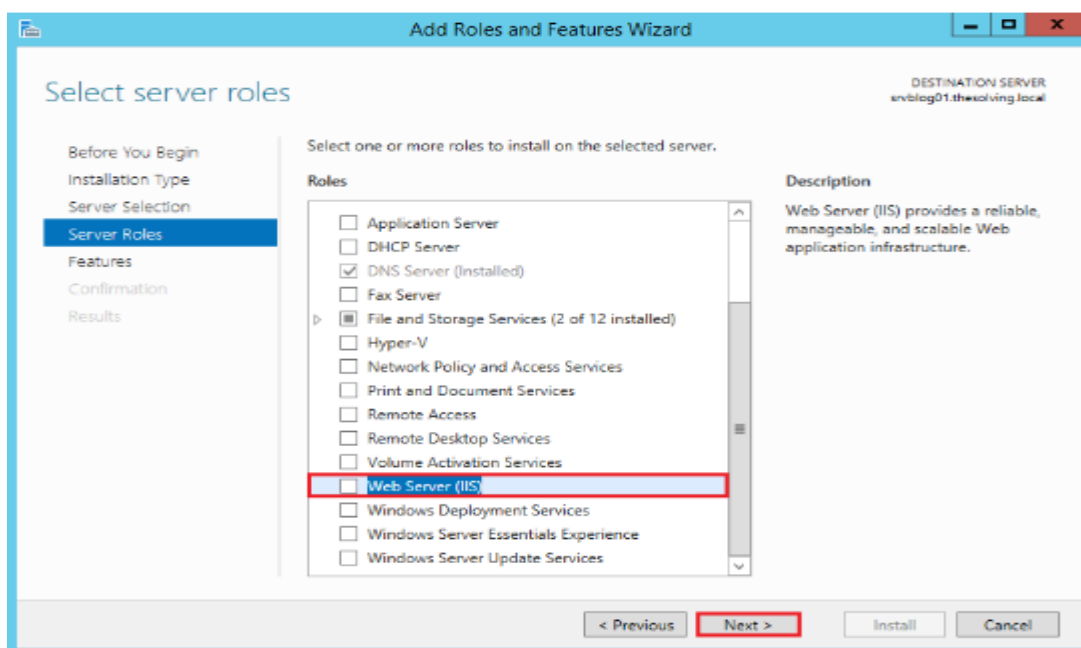 Add Roles and Features Wizard
Select server roles
DESTINATION SERVER
srvblog01.thesolving.local
Before You Begin
Installation Type
Server Selection
Server Roles
Features
Confirmation
Results
Select one or more roles to install on the selected server.
Roles
Application Server
DHCP Server
DNS Server (Installed)
Fax Server
File and Storage Services (2 of 12 installed)
Hyper-V
Network Policy and Access Services
Print and Document Services
Remote Access
Remote Desktop Services
Volume Activation Services
Web Server (IIS)
Windows Deployment Services
Windows Server Essentials Experience
Windows Server Update Services
Description
Web Server (IIS) provides a reliable,
manageable, and scalable Web
application infrastructure.
< Previous
Next >
Install
Cancel